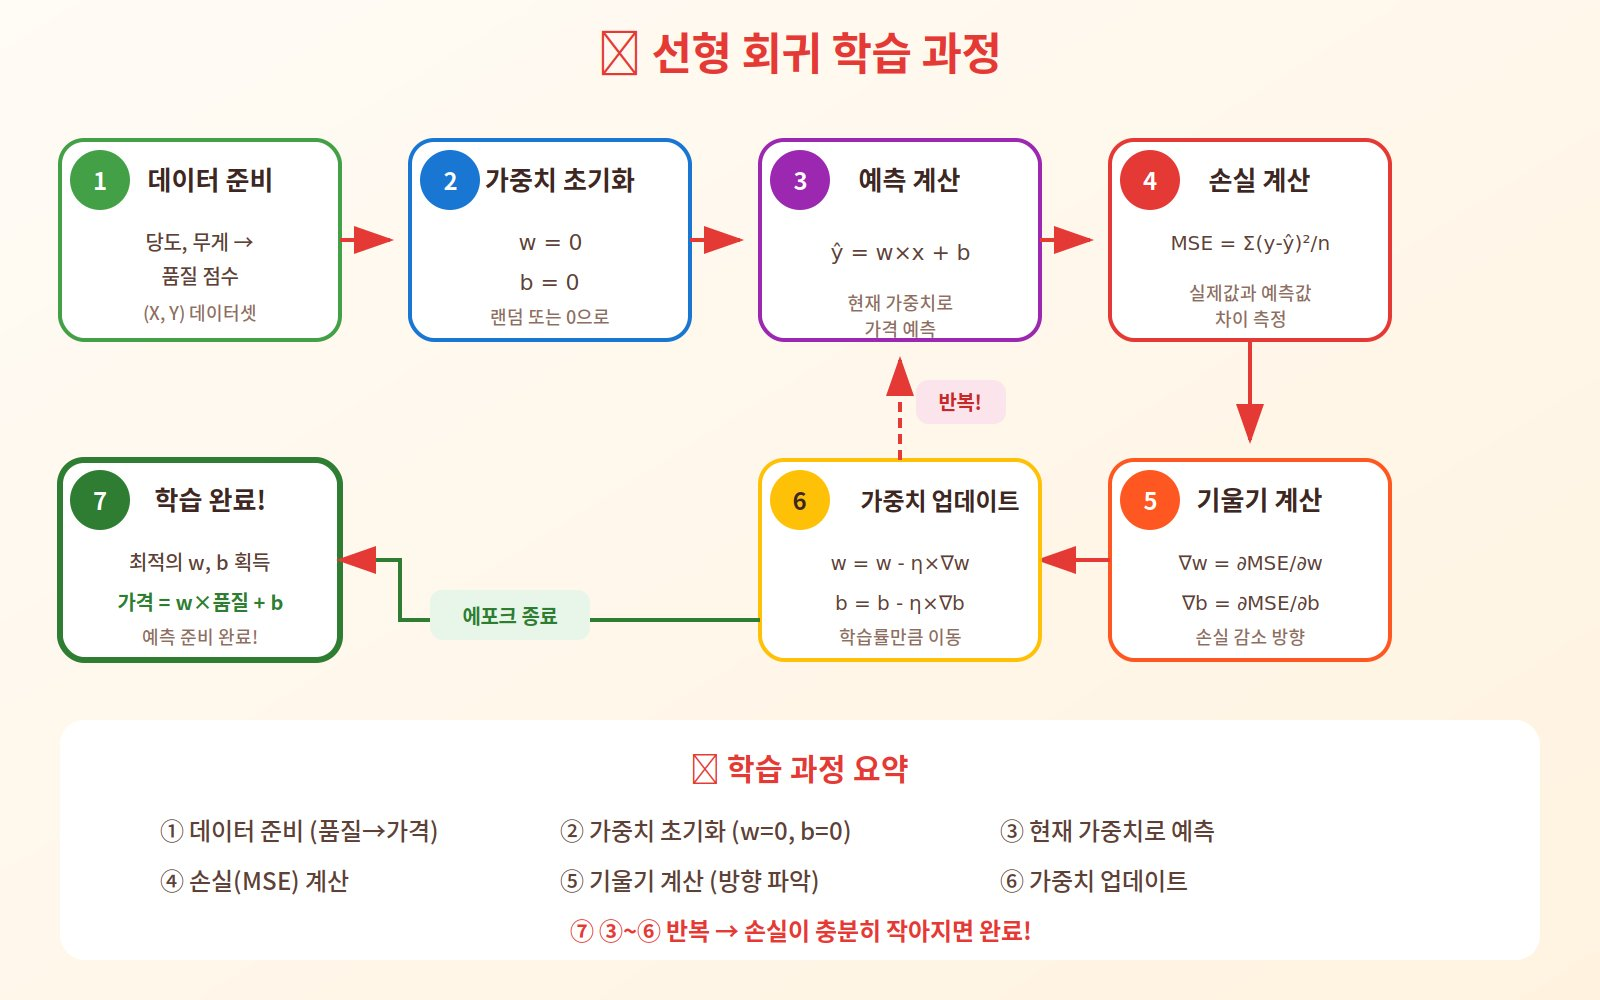 선형 회귀 학습 과정
1
데이터 준비
당도, 무게 →
품질 점수
(X, Y) 데이터셋
2
가중치 초기화
w = 0
b = 0
랜덤 또는 0으로
3
예측 계산
ŷ = w×x + b
현재 가중치로
가격 예측
4
손실 계산
MSE = Σ(y-ŷ)²/n
실제값과 예측값
차이 측정
반복!
7
학습 완료!
최적의 w, b 획득
가격 = w×품질 + b
예측 준비 완료!
에포크 종료
6
가중치 업데이트
w = w - η×∇w
b = b - η×∇b
학습률만큼 이동
5
기울기 계산
∇w = ∂MSE/∂w
∇b = ∂MSE/∂b
손실 감소 방향
학습 과정 요약
① 데이터 준비 (품질→가격)
② 가중치 초기화 (w=0, b=0)
③ 현재 가중치로 예측
④ 손실(MSE) 계산
⑤ 기울기 계산 (방향 파악)
⑥ 가중치 업데이트
⑦ ③~⑥ 반복 → 손실이 충분히 작아지면 완료!